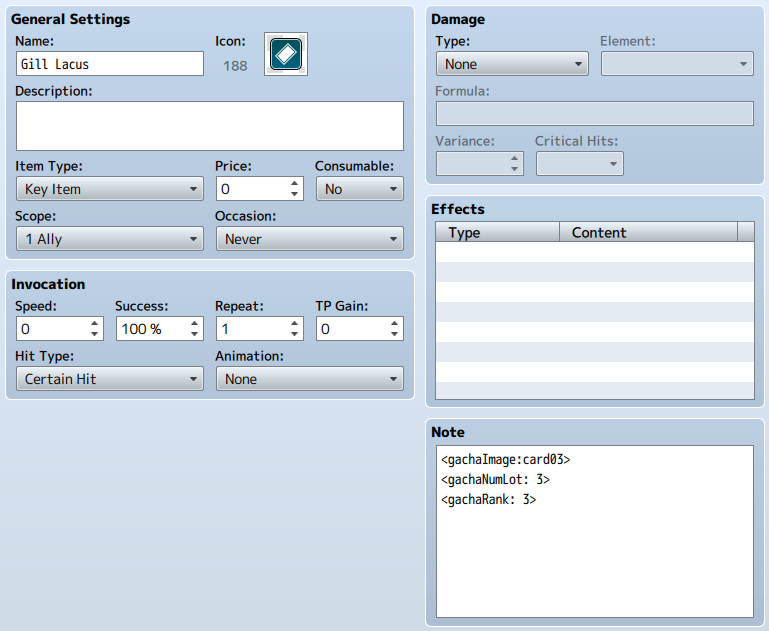 General Settings
Name:
Icon:
Gill Lacus
188
Description:
Item Type:
Price:
Consumable:
Key Item
0
No
Scope:
Occasion:
1 Ally
Never
Invocation
Speed:
Success:
Repeat:
TP Gain:
0
100 %
1
0
Hit Type:
Animation:
Certain Hit
None
Damage
Type:
Element:
None
Formula:
Variance:
Critical Hits:
Effects
Type
Content
Note
<gachaImage:card03>
<gachaNumLot: 3>
<gachaRank: 3>